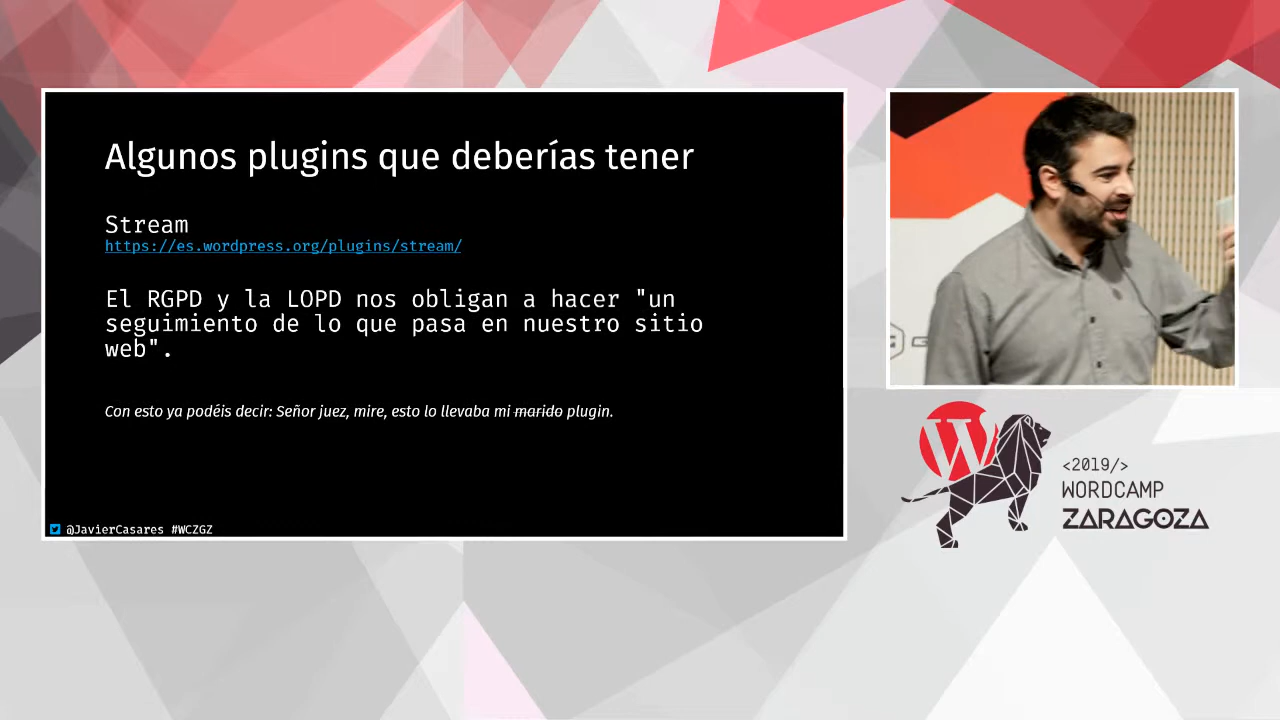 Algunos plugins que deberías tener
Stream
https://es.wordpress.org/plugins/stream/
El RGPD y la LOPD nos obligan a hacer "un
seguimiento de lo que pasa en nuestro sitio
web".
Con esto ya podéis decir: Señor juez, mire, esto lo llevaba mi marido plugin.
@JavierCasares #WCZGZ
<2019/>
WORDCAMP
ZARAGOZA